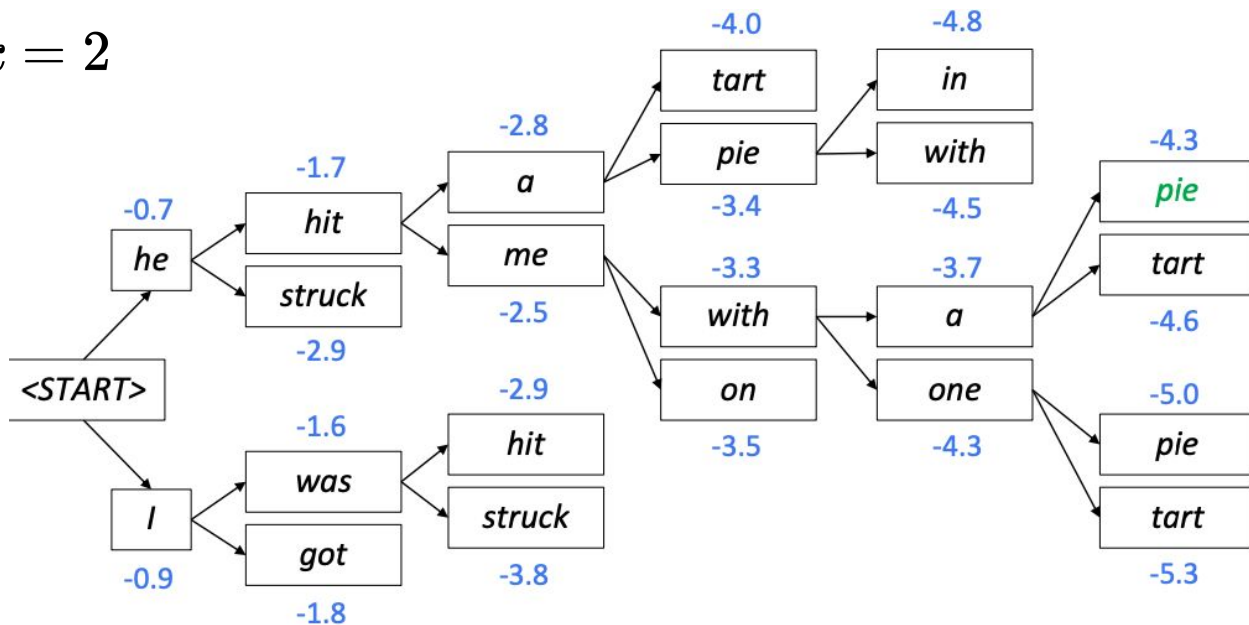 = 2
-4.0
-4.8
tart
in
-2.8
-4.3
-1.7
a
pie
with
pie
-0.7
hit
-3.4
-4.5
he
me
-3.3
-3.7
tart
struck
-2.5
with
a
-4.6
-2.9
<START>
-2.9
on
one
-5.0
-1.6
hit
-3.5
-4.3
pie
was
I
struck
tart
got
-0.9
-3.8
-5.3
-1.8